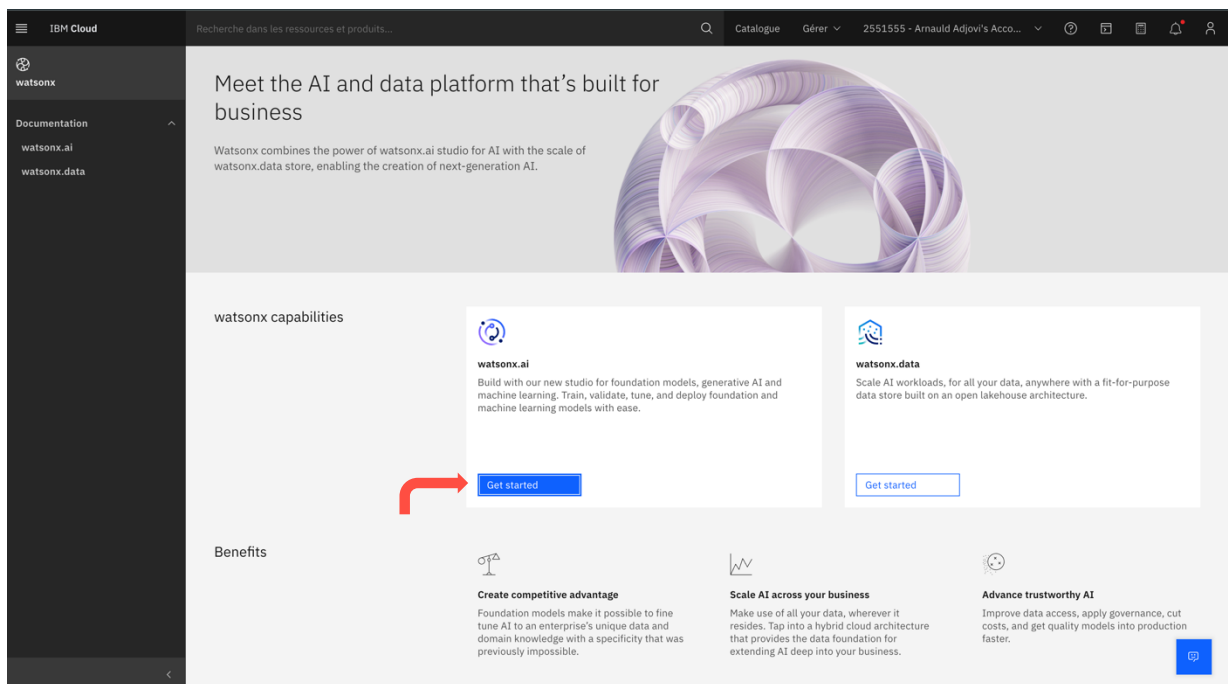 IBM Cloud
Recherche dans les ressources et produits...
Catalogue
Gérer
2551555 - Arnauld Adjovi's Acco...
watsonx
Documentation
watsonx.ai
watsonx.data
Meet the AI and data platform that’s built for
business
Watsonx combines the power of watsonx.ai studio for AI with the scale of
watsonx.data store, enabling the creation of next-generation AI.
watsonx capabilities
watsonx.ai
Build with our new studio for foundation models, generative AI and
machine learning. Train, validate, tune, and deploy foundation and
machine learning models with ease.
Get started
watsonx.data
Scale AI workloads, for all your data, anywhere with a fit-for-purpose
data store built on an open lakehouse architecture.
Get started
Benefits
Create competitive advantage
Foundation models make it possible to fine
tune AI to an enterprise's unique data and
domain knowledge with a specificity that was
previously impossible.
Scale AI across your business
Make use of all your data, wherever it
resides. Tap into a hybrid cloud architecture
that provides the data foundation for
extending AI deep into your business.
Advance trustworthy AI
Improve data access, apply governance, cut
costs, and get quality models into production
faster.